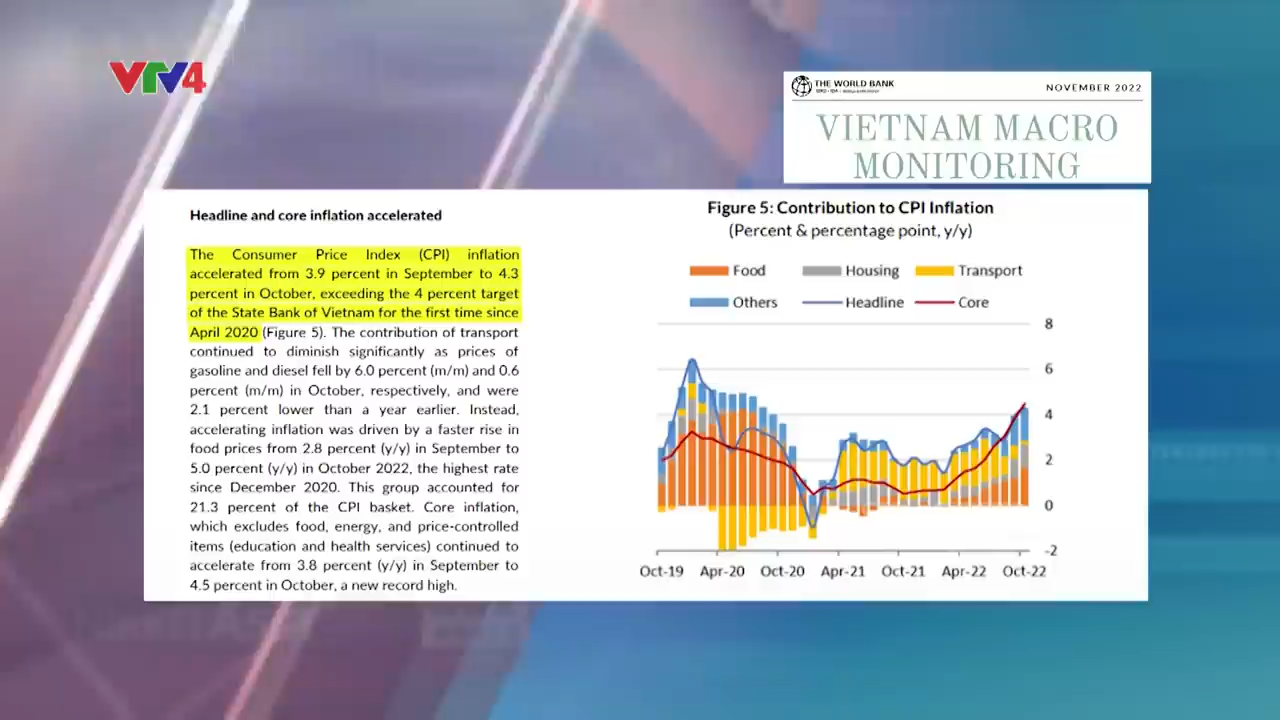 VTV4
THE WORLD BANK
NOVEMBER 2022
VIETNAM MACRO
MONITORING
Headline and core inflation accelerated
The Consumer Price Index (CPI) inflation
accelerated from 3.9 percent in September to 4.3
percent in October, exceeding the 4 percent target
of the State Bank of Vietnam for the first time since
April 2020 (Figure 5). The contribution of transport
continued to diminish significantly as prices of
gasoline and diesel fell by 6.0 percent (m/m) and 0.6
percent (m/m) in October, respectively, and were
2.1 percent lower than a year earlier. Instead,
accelerating inflation was driven by a faster rise in
food prices from 2.8 percent (y/y) in September to
5.0 percent (y/y) in October 2022, the highest rate
since December 2020. This group accounted for
21.3 percent of the CPI basket. Core inflation,
which excludes food, energy, and price-controlled
items (education and health services) continued to
accelerate from 3.8 percent (y/y) in September to
4.5 percent in October, a new record high.
Figure 5: Contribution to CPI Inflation
(Percent & percentage point, y/y)
Food Housing Transport
Others Headline Core
8
6
4
2
0
-2
Oct-19 Apr-20 Oct-20 Apr-21 Oct-21 Apr-22 Oct-22